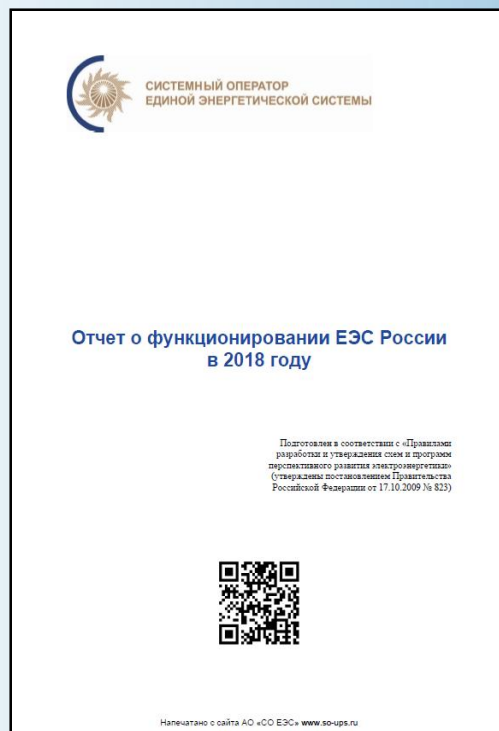 СИСТЕМНЫЙ ОПЕРАТОР
ЕДИНОЙ ЭНЕРГЕТИЧЕСКОЙ СИСТЕМЫ
Отчет о функционировании ЕЭС России
в 2018 году
Подготовлен в соответствии с «Правилами
разработки и утверждения схем и программ
перспективного развития электроэнергетики»
(утверждены постановлением Правительства
Российской Федерации от 17.10.2009 № 823)
Напечатано с сайта АО «СО ЕЭС» www.so-ups.ru